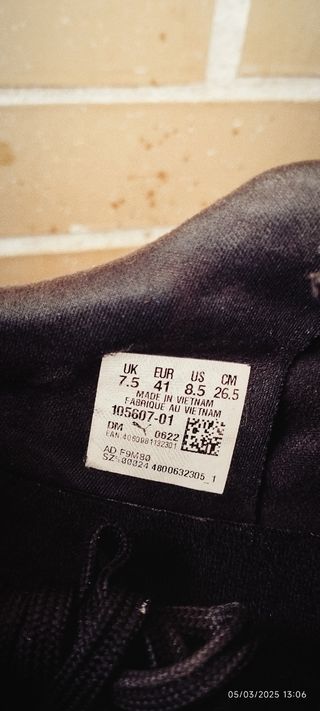 UK EUR US CM
7.5 41 8.5 26.5
MADE IN VIETNAM
FABRIQUE AU VIETNAM
105607-01
DM 0622
AD F9M80
4800632305_1
05/03/2025 13:06